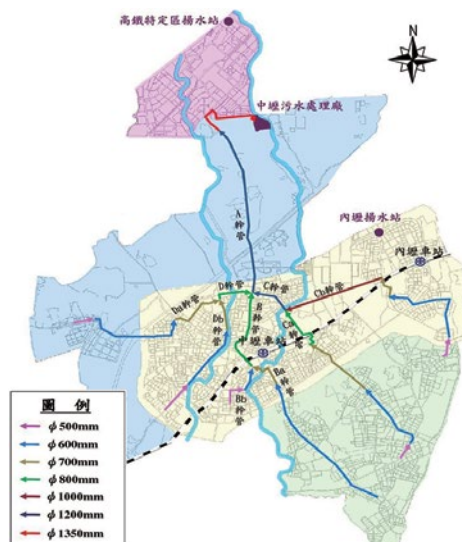 高鐵特定區揚水站
N
中壢污水處理廠
A幹管
內壢揚水站
內壢車站
D幹管
C幹管
Cb幹管
Da幹管
Db幹管
B幹管
Ca幹管
中壢車站
Ba幹管
Bb幹管
圖 例
φ500mm
φ600mm
φ700mm
φ800mm
φ1000mm
φ1200mm
φ1350mm